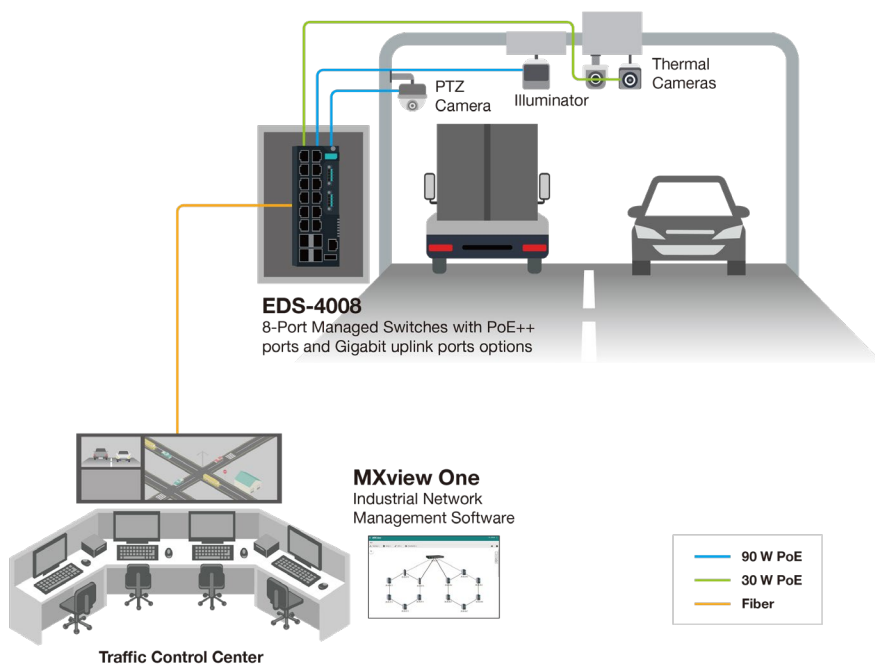 PTZ
Camera
Illuminator
Thermal
Cameras
EDS-4008
8-Port Managed Switches with PoE++
ports and Gigabit uplink ports options
MXview One
Industrial Network
Management Software
90 W PoE
30 W PoE
Fiber
Traffic Control Center